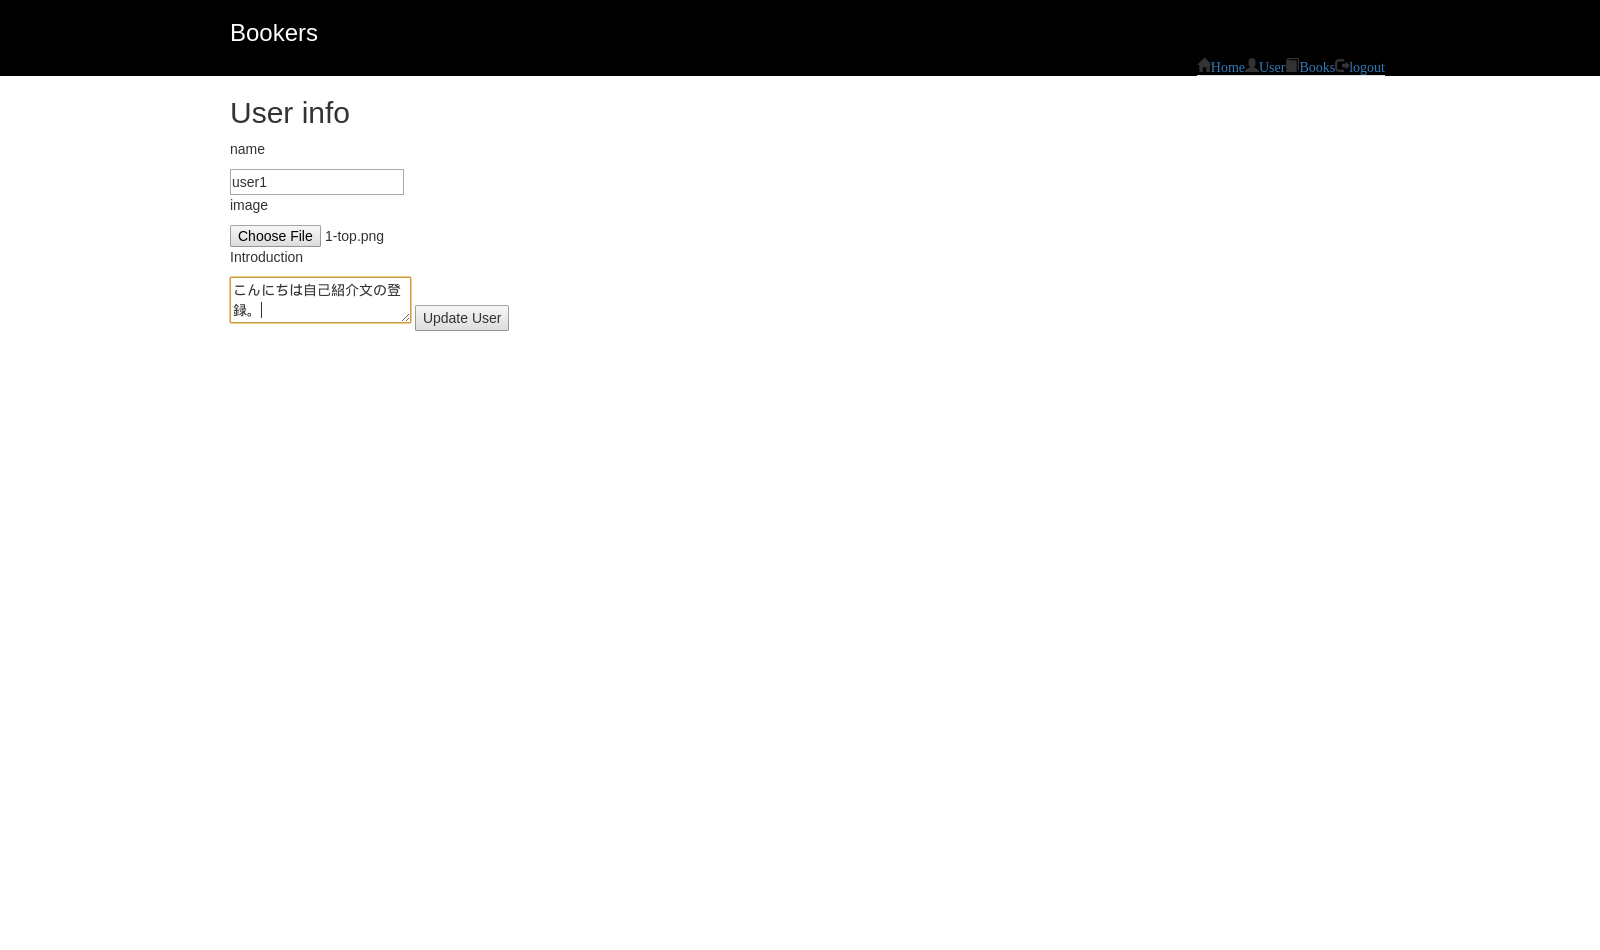 Bookers
Home User Books logout
User info
name
user1
image
Choose File 1-top.png
Introduction
こんにちは自己紹介文の登
録。
Update User